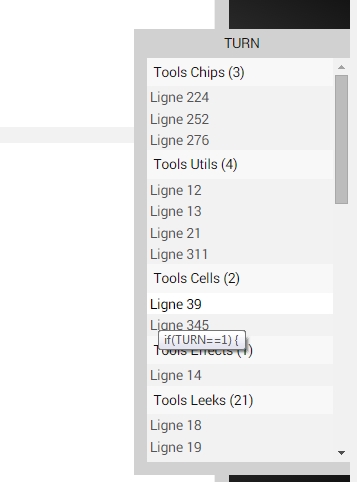 TURN
Tools Chips (3)
Ligne 224
Ligne 252
Ligne 276
Tools Utils (4)
Ligne 12
Ligne 13
Ligne 21
Ligne 311
Tools Cells (2)
Ligne 39
Ligne 345
if(TURN==1) {
Tools Effects (1)
Ligne 14
Tools Leeks (21)
Ligne 18
Ligne 19